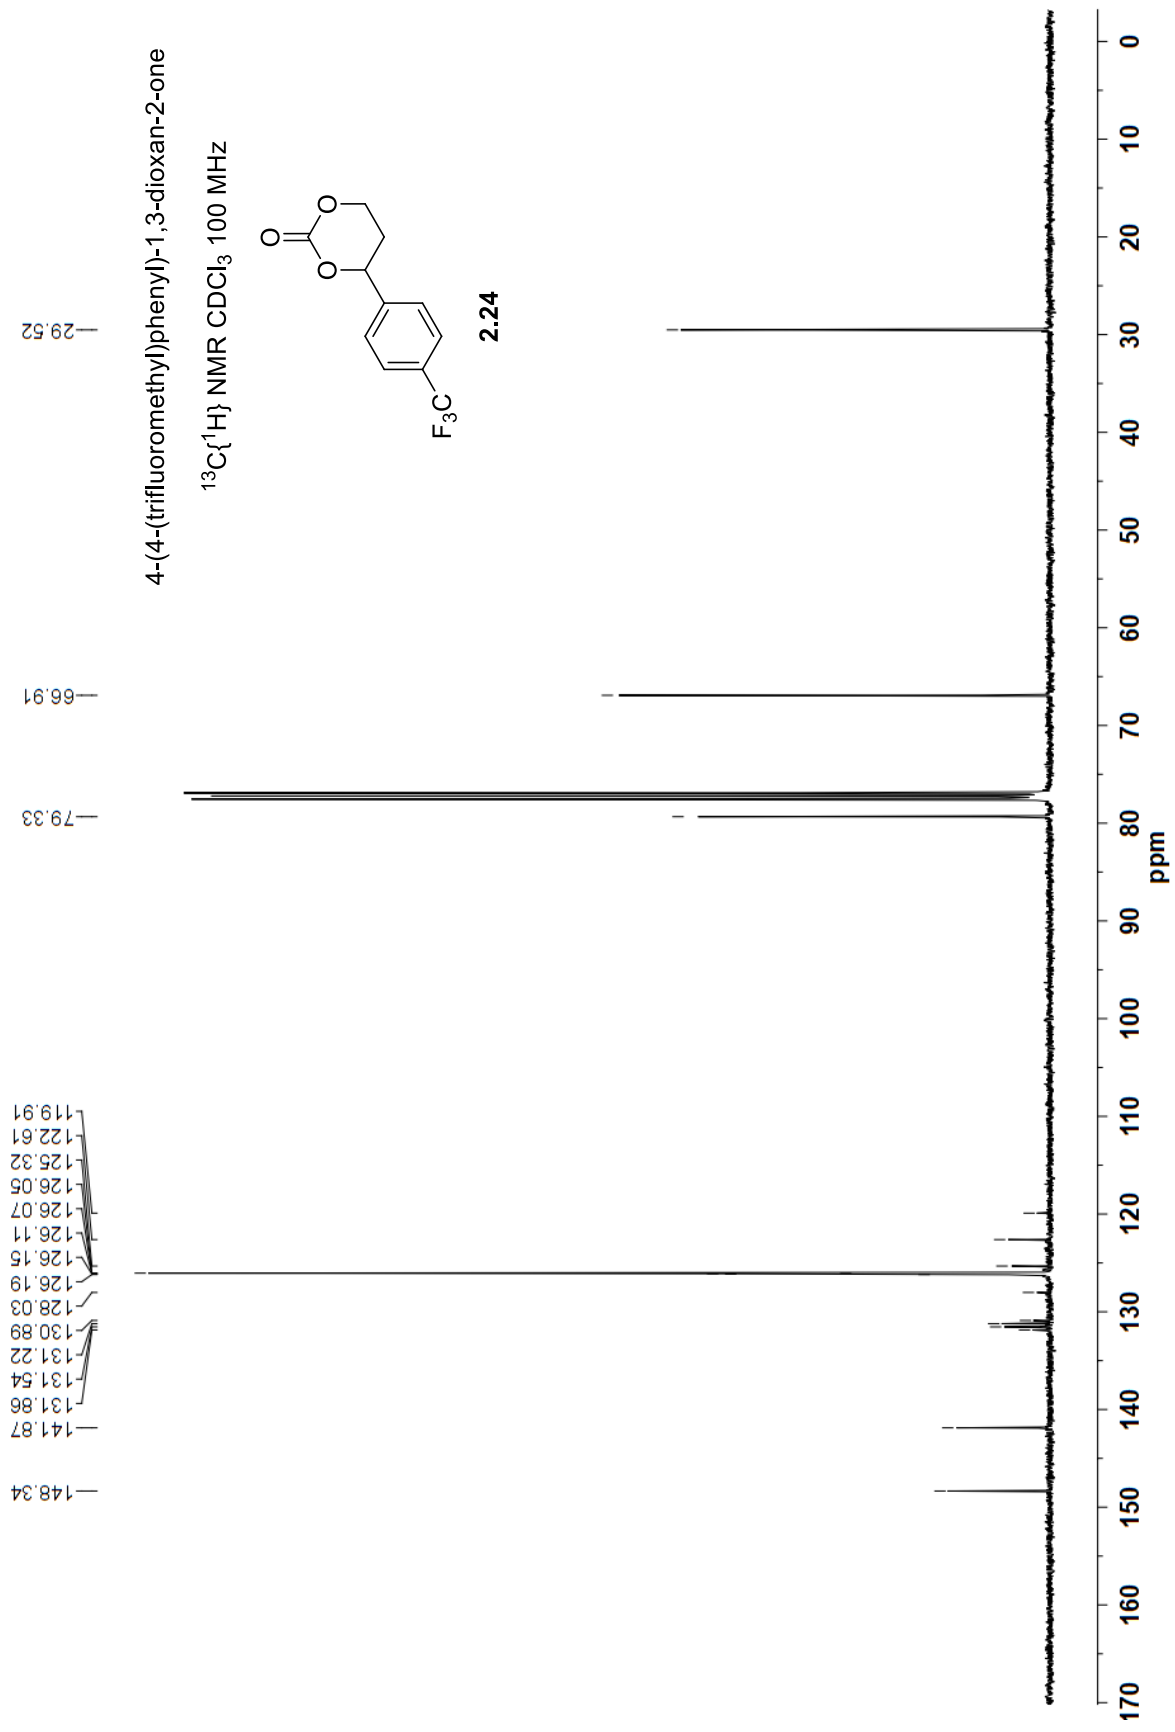 4-(4-(trifluoromethyl)phenyl)-1,3-dioxan-2-one
¹³C{¹H} NMR CDCl₃ 100 MHz
O
O
O
F₃C
2.24
148.34
141.87
131.86
131.54
131.22
130.89
128.03
126.19
126.15
126.11
126.07
126.05
125.32
122.61
119.91
79.33
66.91
29.52
170 160 150 140 130 120 110 100 90 80 70 60 50 40 30 20 10 0
ppm